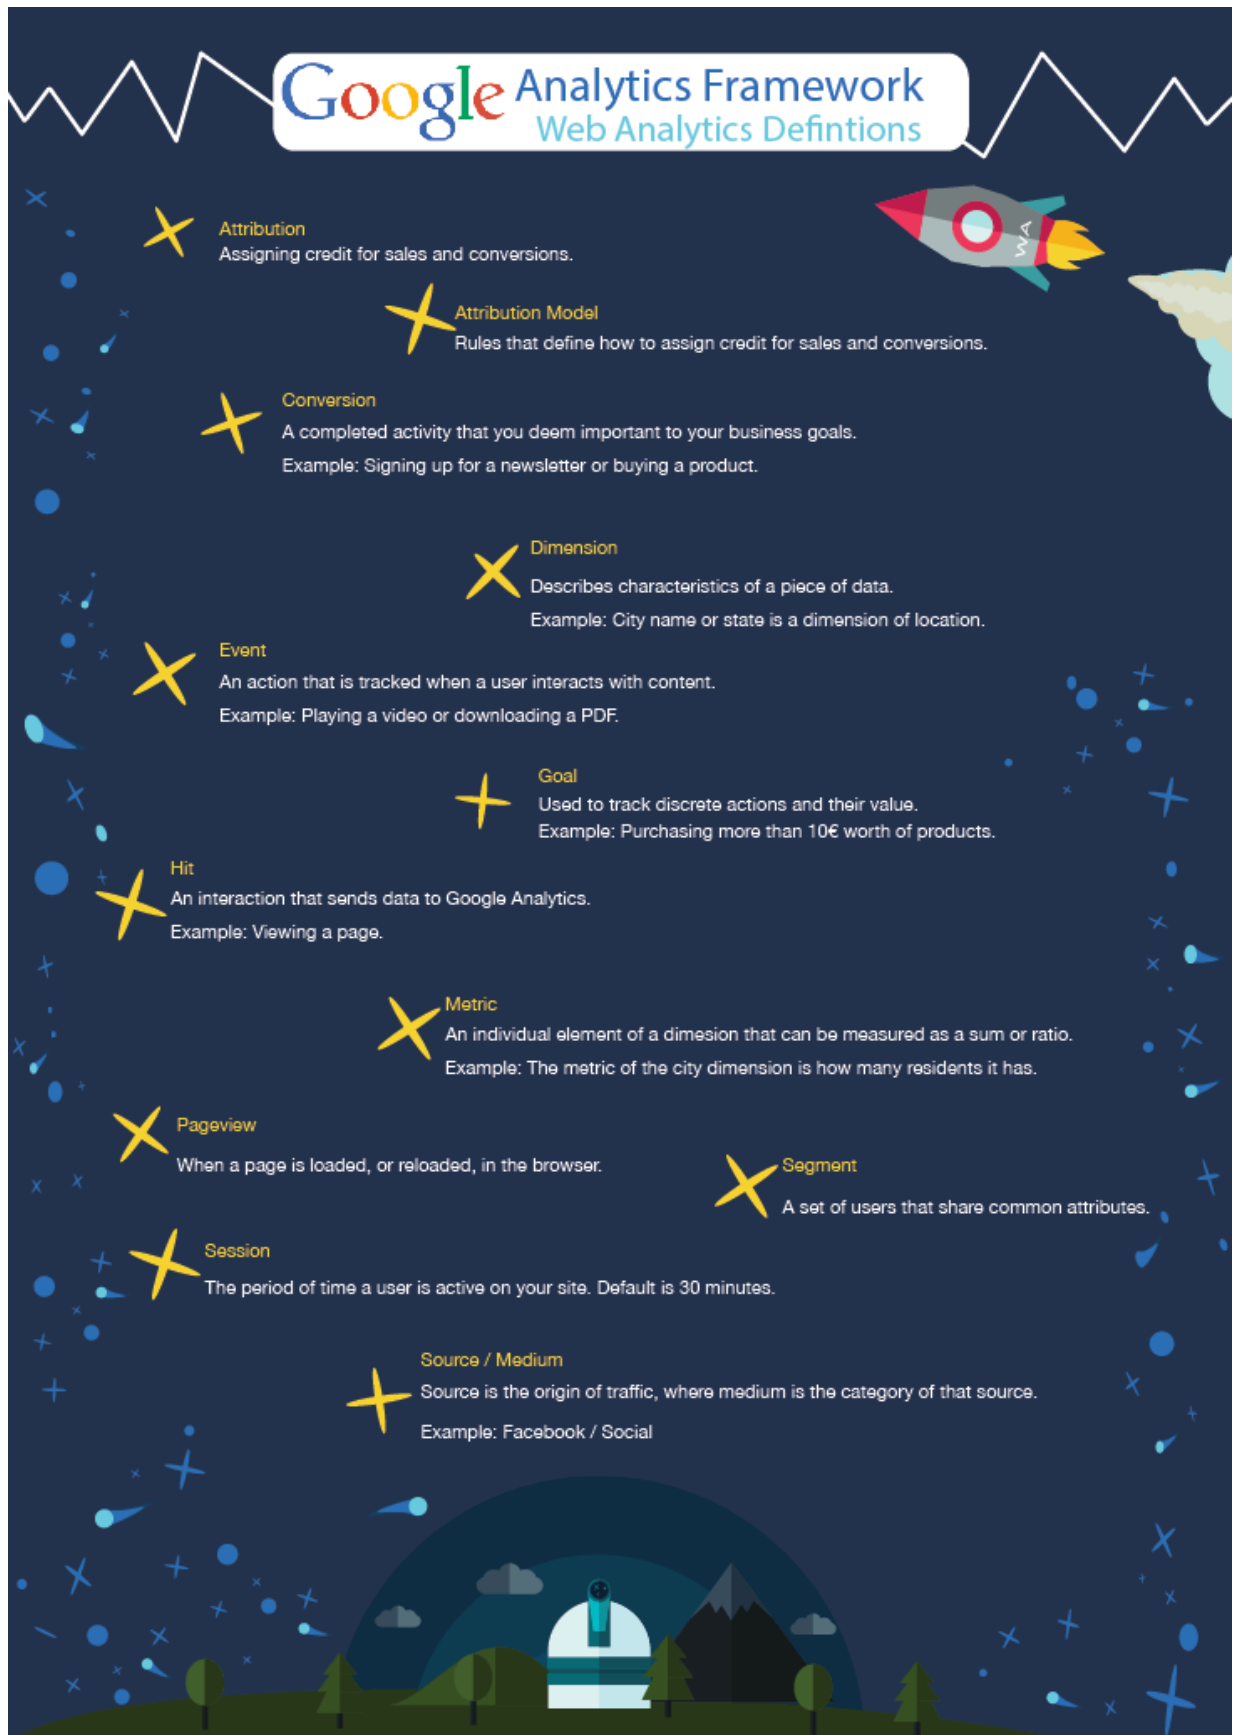 Google Analytics Framework
Web Analytics Defintions
WA
Attribution
Assigning credit for sales and conversions.
Attribution Model
Rules that define how to assign credit for sales and conversions.
Conversion
A completed activity that you deem important to your business goals.
Example: Signing up for a newsletter or buying a product.
Dimension
Describes characteristics of a piece of data.
Example: City name or state is a dimension of location.
Event
An action that is tracked when a user interacts with content.
Example: Playing a video or downloading a PDF.
Goal
Used to track discrete actions and their value.
Example: Purchasing more than 10€ worth of products.
Hit
An interaction that sends data to Google Analytics.
Example: Viewing a page.
Metric
An individual element of a dimesion that can be measured as a sum or ratio.
Example: The metric of the city dimension is how many residents it has.
Pageview
When a page is loaded, or reloaded, in the browser.
Segment
A set of users that share common attributes.
Session
The period of time a user is active on your site. Default is 30 minutes.
Source / Medium
Source is the origin of traffic, where medium is the category of that source.
Example: Facebook / Social